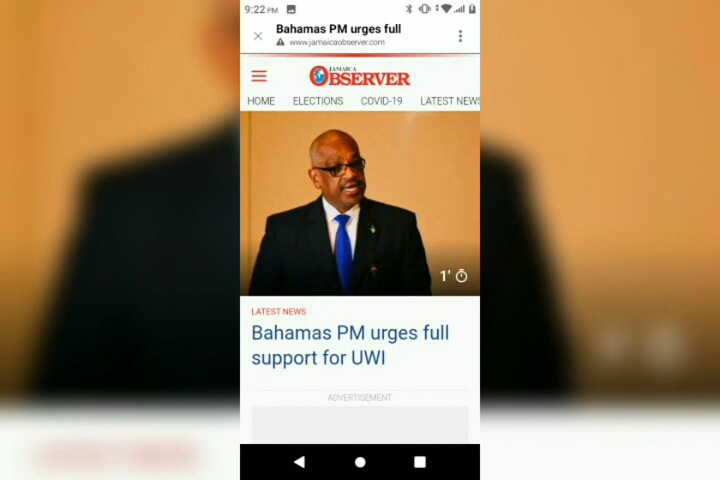 9:22 PM
Bahamas PM urges full
www.jamaicaobserver.com
JAMAICA
OBSERVER
HOME ELECTIONS COVID-19 LATEST NEWS
1'
LATEST NEWS
Bahamas PM urges full
support for UWI
ADVERTISEMENT